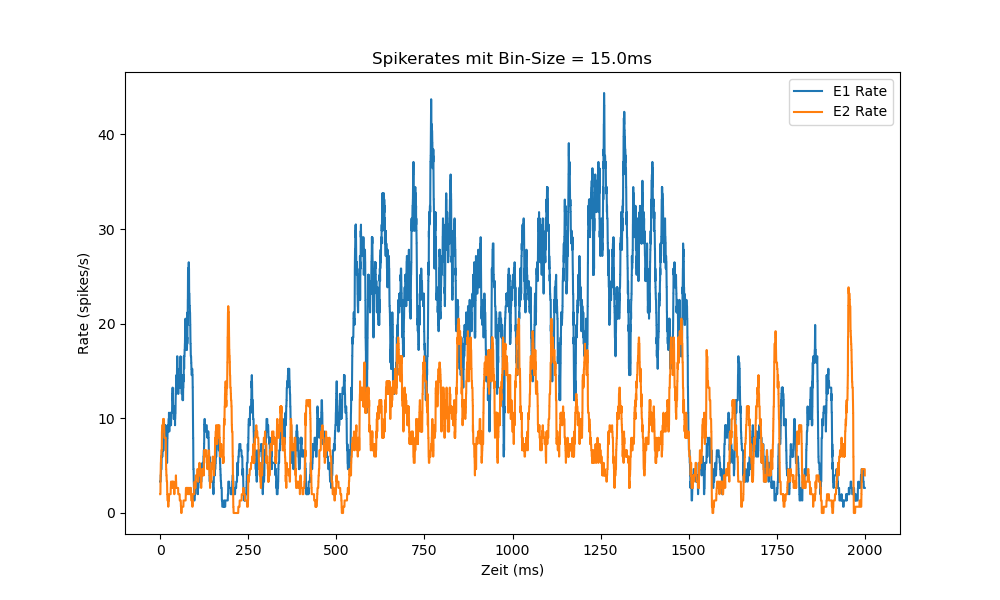 Spikerates mit Bin-Size = 15.0ms
E1 Rate
E2 Rate
Rate (spikes/s)
40
30
20
10
0
0 250 500 750 1000 1250 1500 1750 2000
Zeit (ms)